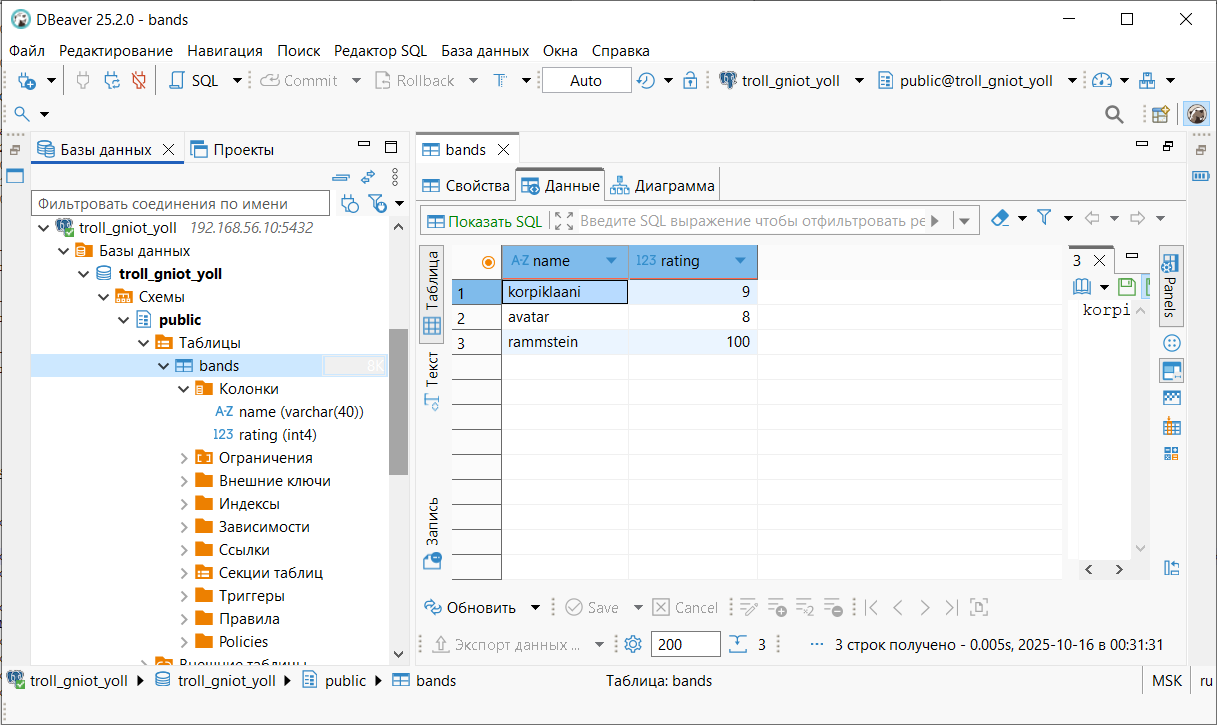 DBeaver 25.2.0 - bands
Файл Редактирование Навигация Поиск Редактор SQL База данных Окна Справка
SQL Commit Rollback T Auto troll_gniot_yoll public@troll_gniot_yoll
Базы данных Проекты
bands
Свойства Данные Диаграмма
Фильтровать соединения по имени
Показать SQL Введите SQL выражение чтобы отфильтровать ре
troll_gniot_yoll 192.168.56.10:5432
Базы данных
troll_gniot_yoll
Схемы
public
Таблицы
bands 8K
Колонки
A-Z name (varchar(40))
123 rating (int4)
Ограничения
Внешние ключи
Индексы
Зависимости
Ссылки
Секции таблиц
Триггеры
Правила
Policies
Внешние таблицы
Таблица
Текст
Запись
A-Z name 123 rating
1 korpiklaani 9
2 avatar 8
3 rammstein 100
3
korpi
Panels
Обновить Save Cancel
Экспорт данных ... 200 3 ... 3 строк получено - 0.005s, 2025-10-16 в 00:31:31
troll_gniot_yoll troll_gniot_yoll public bands Таблица: bands MSK ru